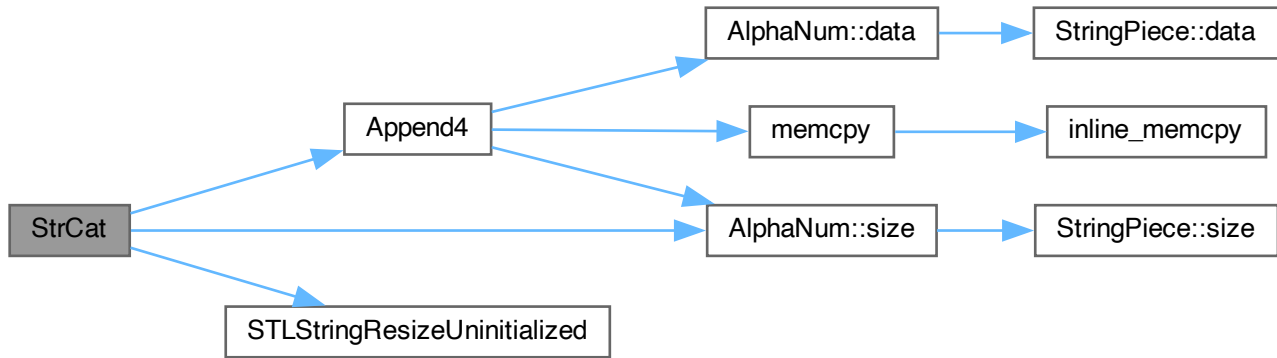 AlphaNum::data
StringPiece::data
Append4
memcpy
inline_memcpy
StrCat
AlphaNum::size
StringPiece::size
STLStringResizeUninitialized